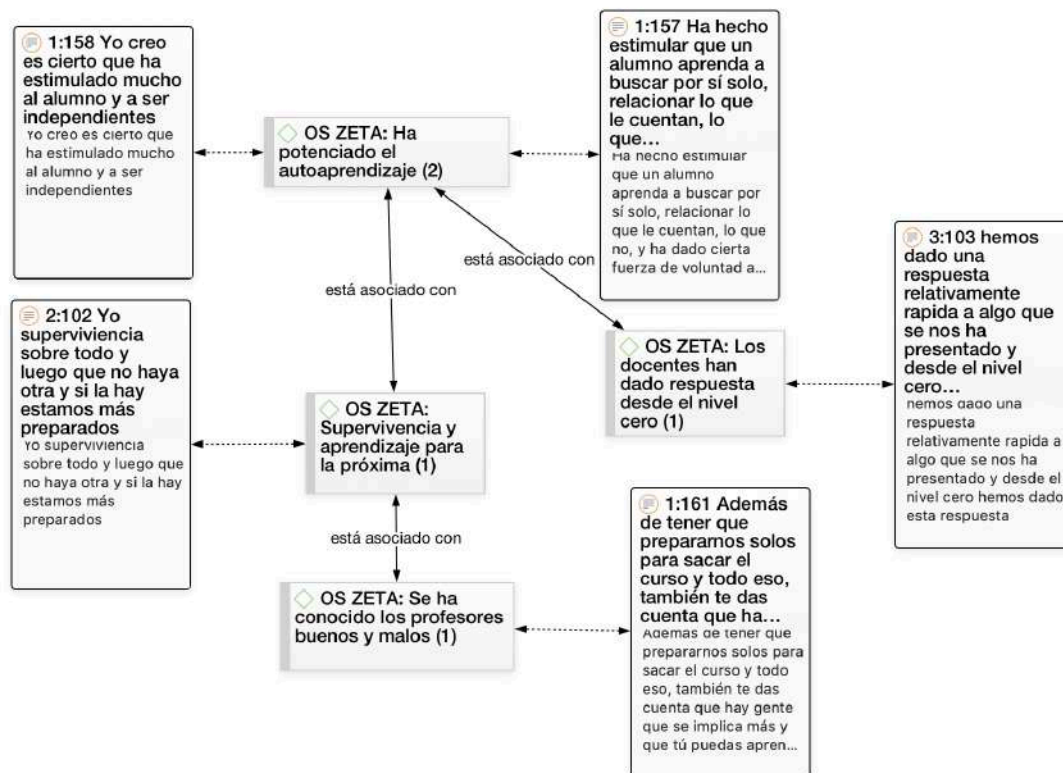 1:158 Yo creo
es cierto que ha
estimulado mucho
al alumno y a ser
independientes
Yo creo es cierto que
ha estimulado mucho
al alumno y a ser
independientes
OS ZETA: Ha
potenciado el
autoaprendizaje (2)
1:157 Ha hecho
estimular que un
alumno aprenda a
buscar por sí solo,
relacionar lo que
le cuentan, lo
que...
Ha hecho estimular
que un alumno
aprenda a buscar por
sí solo, relacionar lo
que le cuentan, lo que
no, y ha dado cierta
fuerza de voluntad a...
está asociado con
está asociado con
3:103 hemos
dado una
respuesta
relativamente
rapida a algo que
se nos ha
presentado y
desde el nivel
cero...
hemos dado una
respuesta
relativamente rapida a
algo que se nos ha
presentado y desde el
nivel cero hemos dado
esta respuesta
2:102 Yo
superviviencia
sobre todo y
luego que no haya
otra y si la hay
estamos más
preparados
Yo superviviencia
sobre todo y luego que
no haya otra y si la hay
estamos más
preparados
OS ZETA: Los
docentes han
dado respuesta
desde el nivel
cero (1)
OS ZETA:
Supervivencia y
aprendizaje para
la próxima (1)
está asociado con
OS ZETA: Se ha
conocido los profesores
buenos y malos (1)
1:161 Además
de tener que
prepararnos solos
para sacar el
curso y todo eso,
también te das
cuenta que ha...
Además de tener que
prepararnos solos para
sacar el curso y todo
eso, también te das
cuenta que hay gente
que se implica más y
que tú puedas apren...